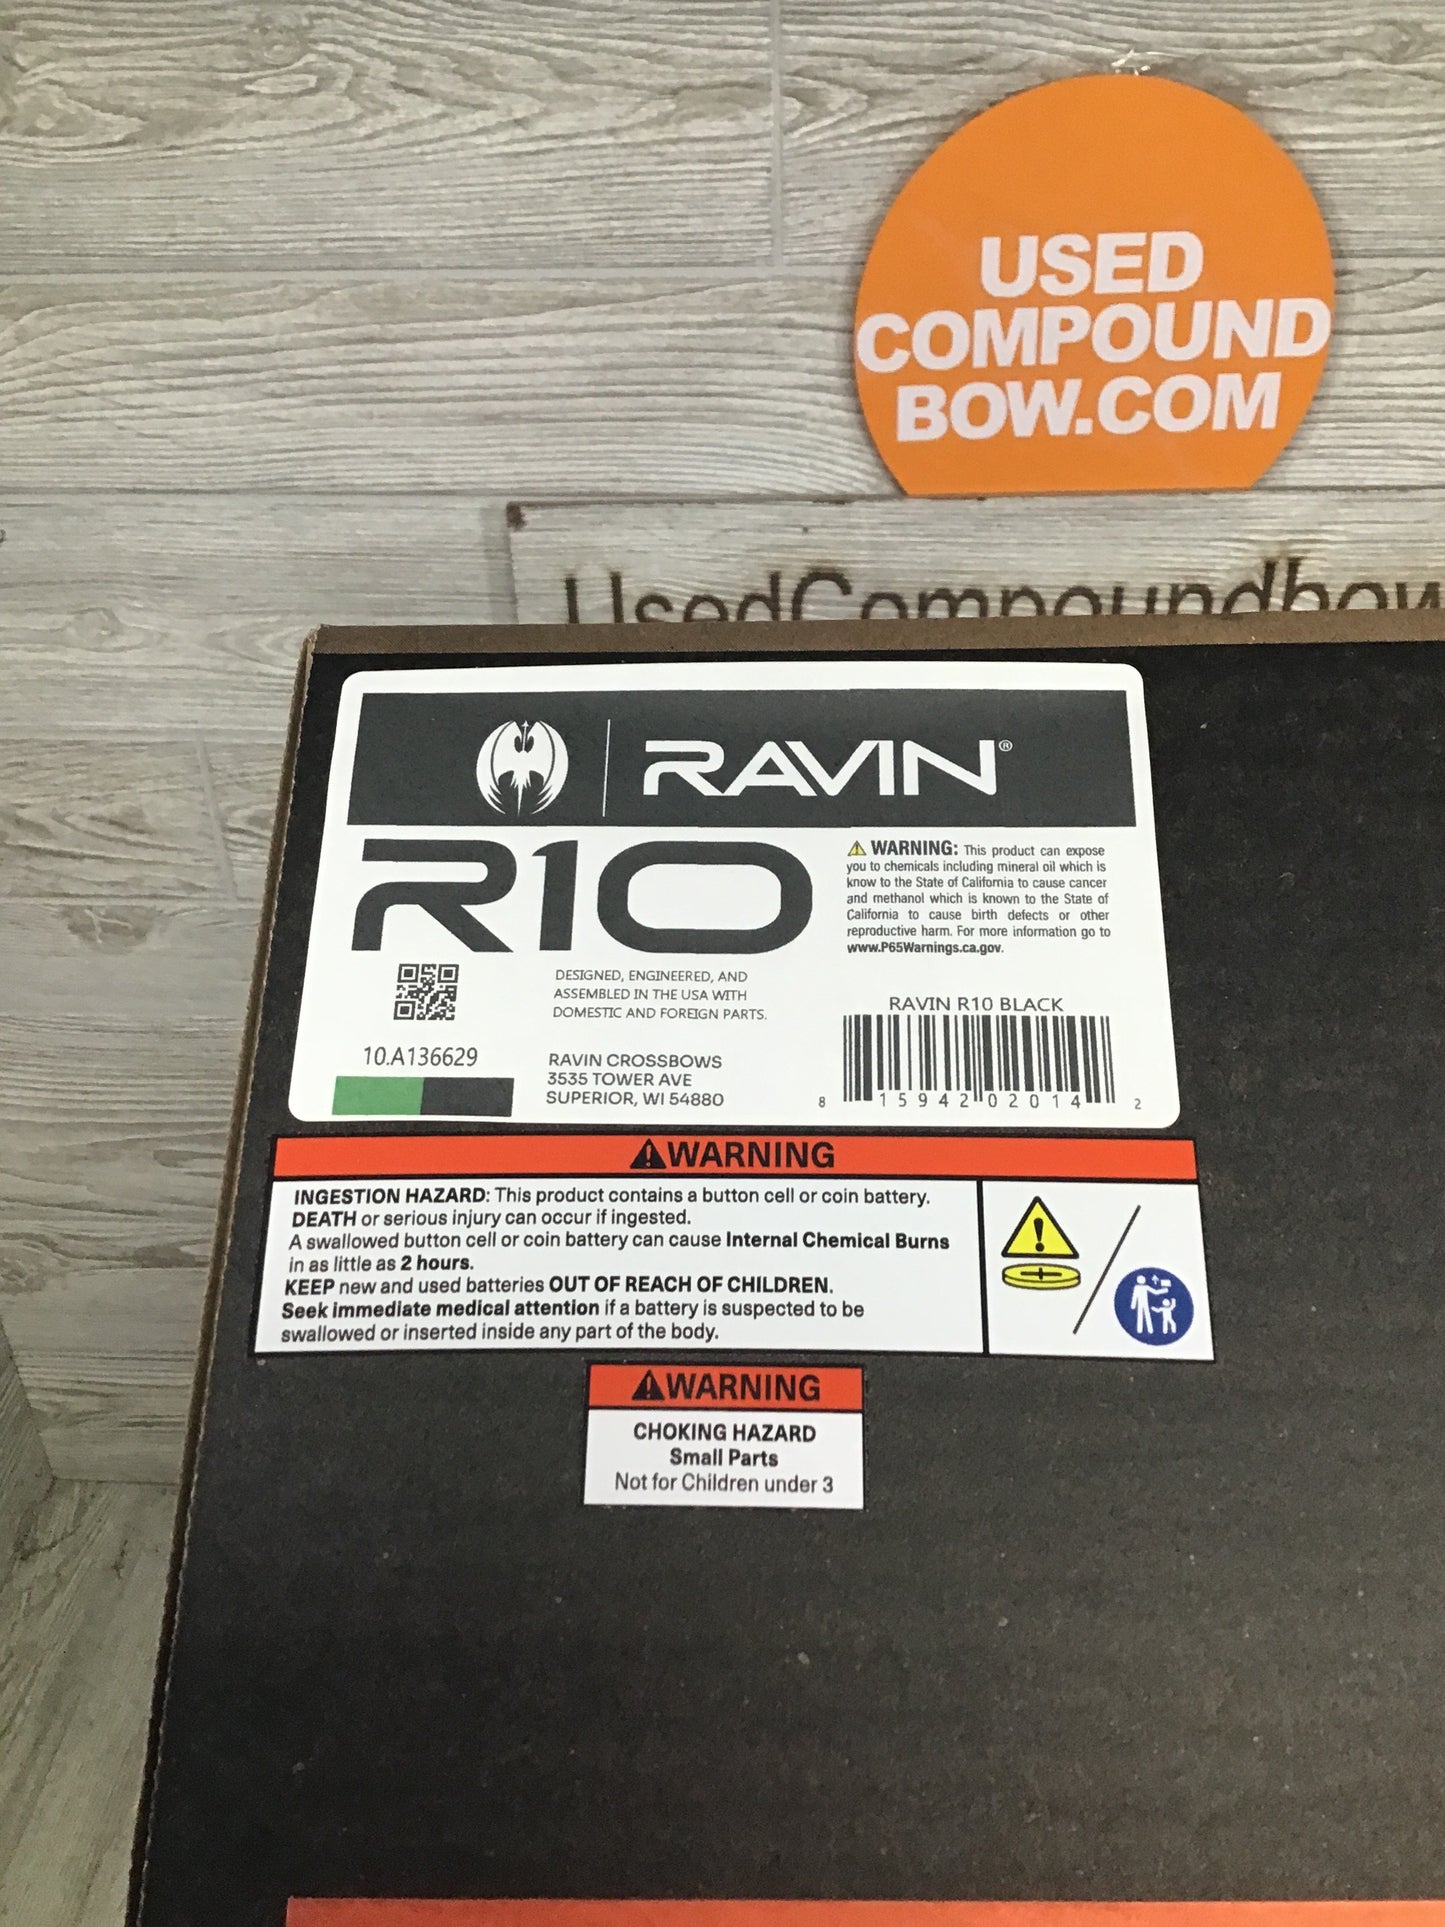 USED
COMPOUND
BOW.COM
UsedCompoundbow
RAVIN®
R10
WARNING: This product can expose
you to chemicals including mineral oil which is
know to the State of California to cause cancer
and methanol which is known to the State of
California to cause birth defects or other
reproductive harm. For more information go to
www.P65Warnings.ca.gov.
DESIGNED, ENGINEERED, AND
ASSEMBLED IN THE USA WITH
DOMESTIC AND FOREIGN PARTS.
10.A136629
RAVIN CROSSBOWS
3535 TOWER AVE
SUPERIOR, WI 54880
RAVIN R10 BLACK
8 15942 02014 2
WARNING
INGESTION HAZARD: This product contains a button cell or coin battery.
DEATH or serious injury can occur if ingested.
A swallowed button cell or coin battery can cause Internal Chemical Burns
in as little as 2 hours.
KEEP new and used batteries OUT OF REACH OF CHILDREN.
Seek immediate medical attention if a battery is suspected to be
swallowed or inserted inside any part of the body.
WARNING
CHOKING HAZARD
Small Parts
Not for Children under 3